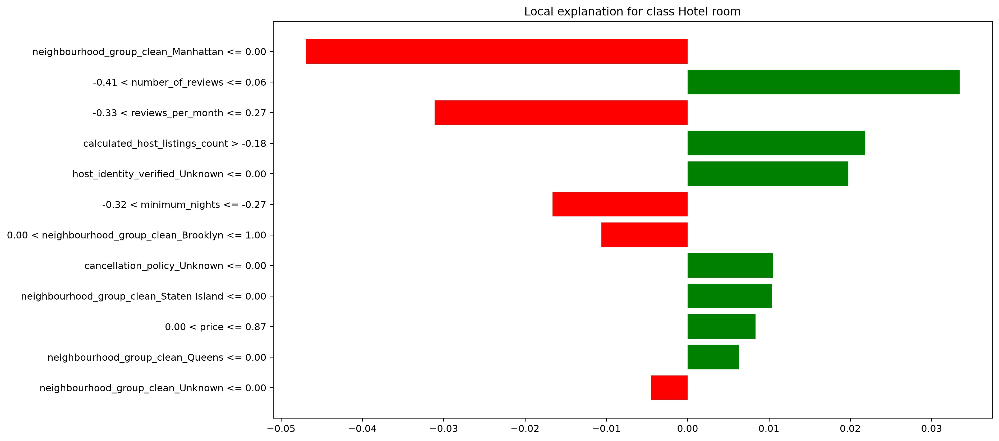 Local explanation for class Hotel room
neighbourhood_group_clean_Manhattan <= 0.00
-0.41 < number_of_reviews <= 0.06
-0.33 < reviews_per_month <= 0.27
calculated_host_listings_count > -0.18
host_identity_verified_Unknown <= 0.00
-0.32 < minimum_nights <= -0.27
0.00 < neighbourhood_group_clean_Brooklyn <= 1.00
cancellation_policy_Unknown <= 0.00
neighbourhood_group_clean_Staten Island <= 0.00
0.00 < price <= 0.87
neighbourhood_group_clean_Queens <= 0.00
neighbourhood_group_clean_Unknown <= 0.00
−0.05 −0.04 −0.03 −0.02 −0.01 0.00 0.01 0.02 0.03